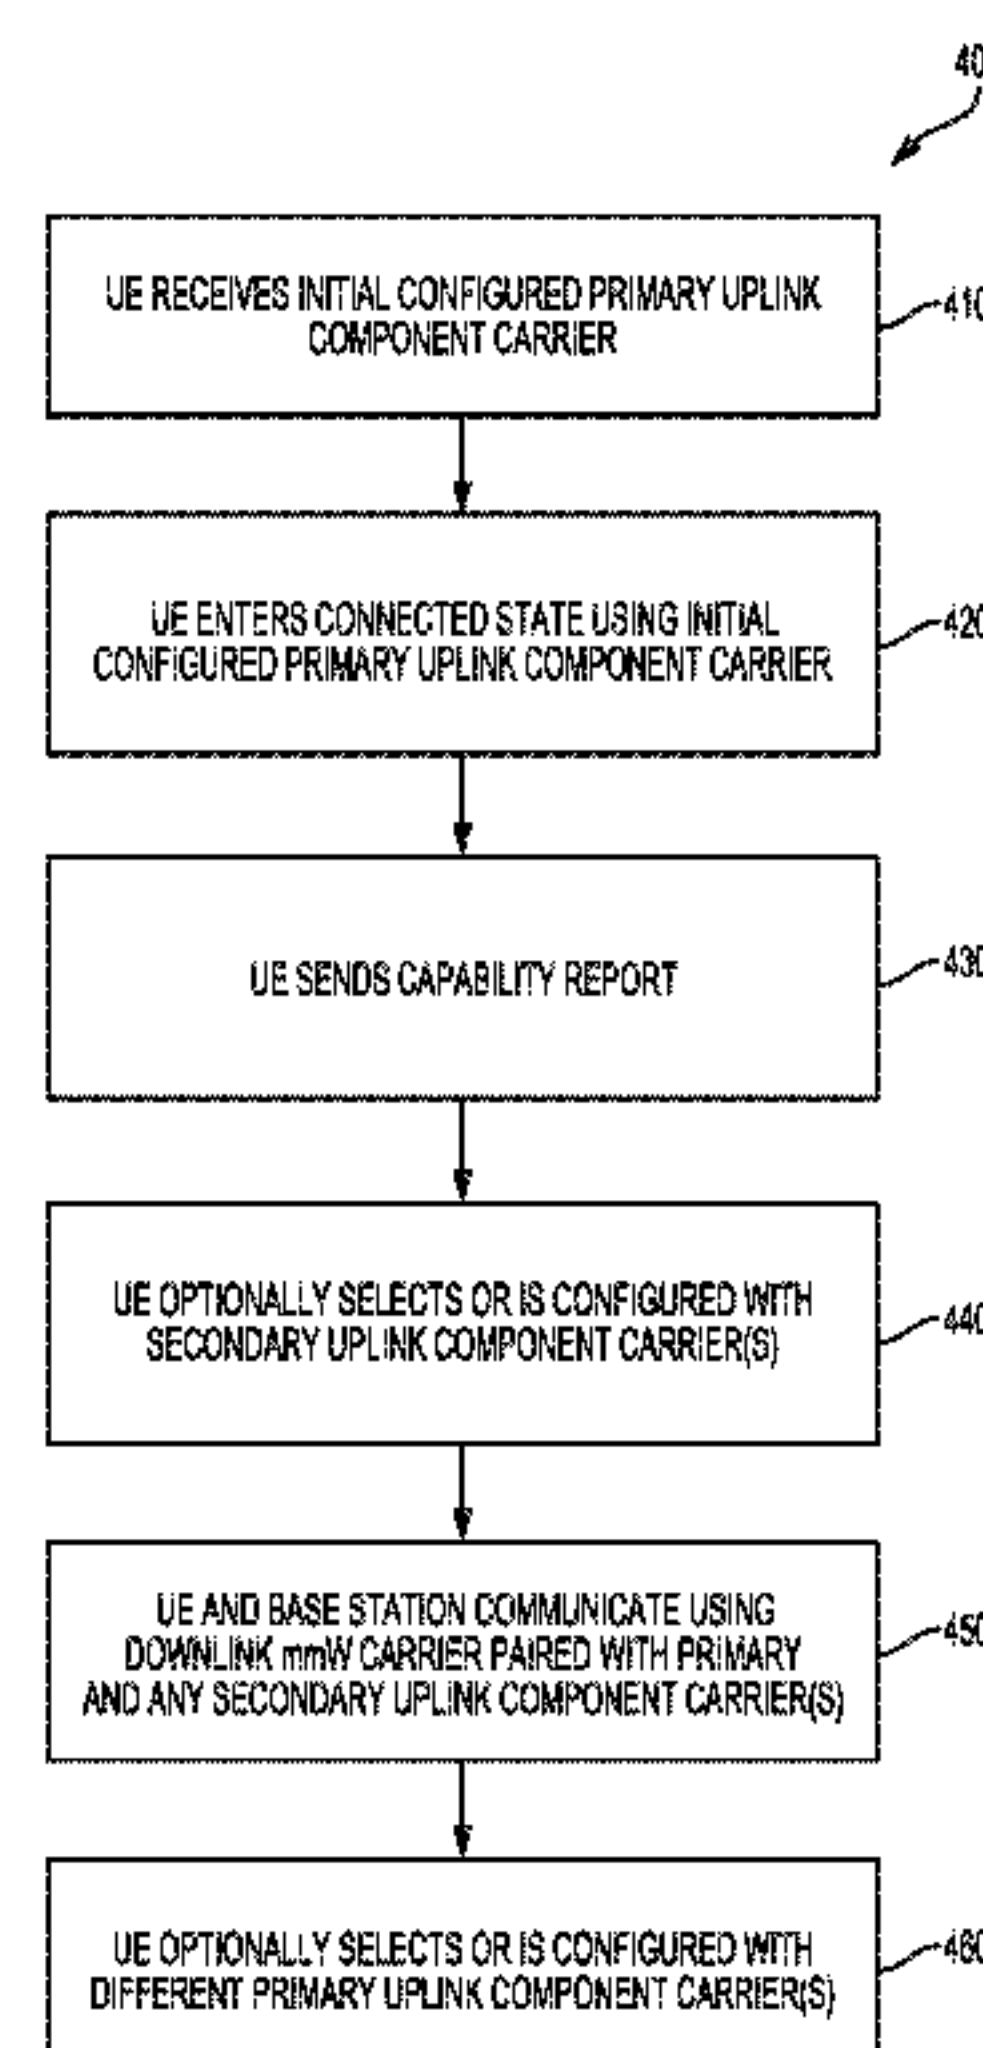 40
UE RECEIVES INITIAL CONFIGURED PRIMARY UPLINK
COMPONENT CARRIER
410
UE ENTERS CONNECTED STATE USING INITIAL
CONFIGURED PRIMARY UPLINK COMPONENT CARRIER
420
UE SENDS CAPABILITY REPORT
430
UE OPTIONALLY SELECTS OR IS CONFIGURED WITH
SECONDARY UPLINK COMPONENT CARRIER(S)
440
UE AND BASE STATION COMMUNICATE USING
DOWNLINK mmW CARRIER PAIRED WITH PRIMARY
AND ANY SECONDARY UPLINK COMPONENT CARRIER(S)
450
UE OPTIONALLY SELECTS OR IS CONFIGURED WITH
DIFFERENT PRIMARY UPLINK COMPONENT CARRIER(S)
460